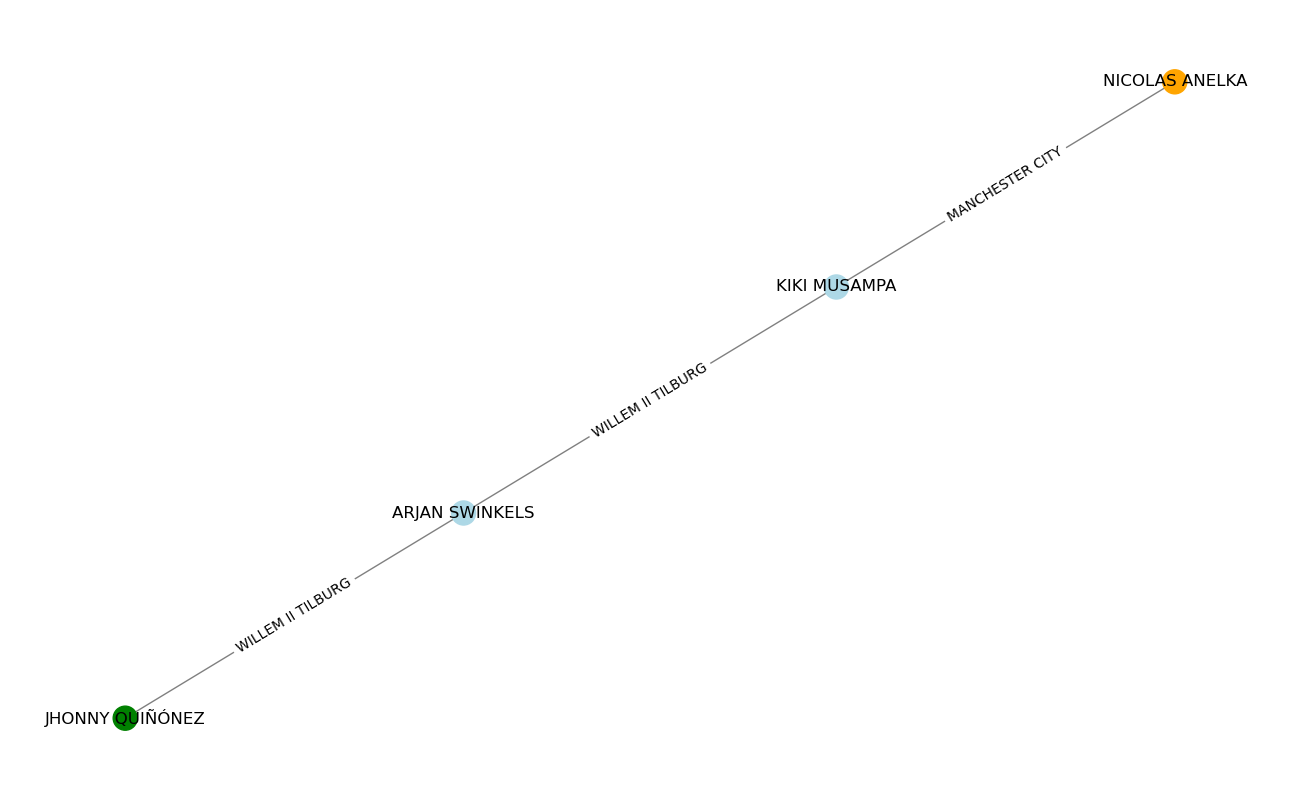 NICOLAS ANELKA
MANCHESTER CITY
KIKI MUSAMPA
WILLEM II TILBURG
ARJAN SWINKELS
WILLEM II TILBURG
JHONNY QUIÑÓNEZ